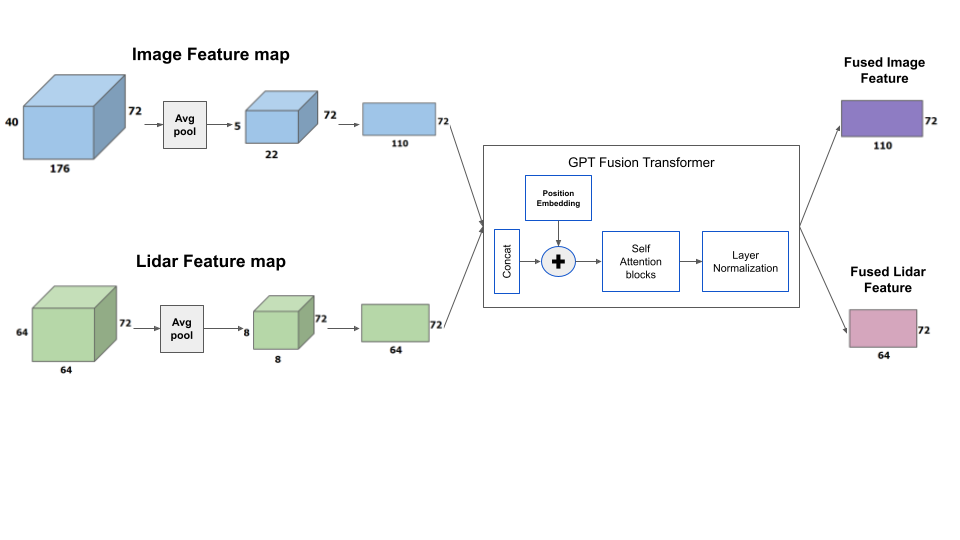 Image Feature map
40
72
176
Avg
pool
5
72
22
72
110
Lidar Feature map
64
72
64
Avg
pool
8
72
8
72
64
GPT Fusion Transformer
Position
Embedding
Concat
+
Self
Attention
blocks
Layer
Normalization
Fused Image
Feature
72
110
Fused Lidar
Feature
72
64